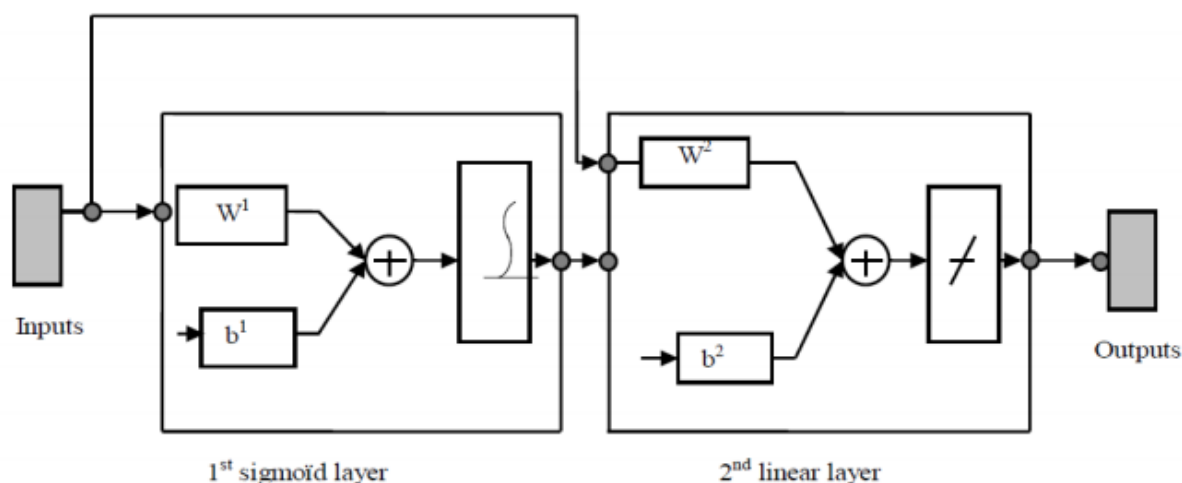 W²
W¹
b¹
b²
Inputs
Outputs
1st sigmoïd layer
2nd linear layer